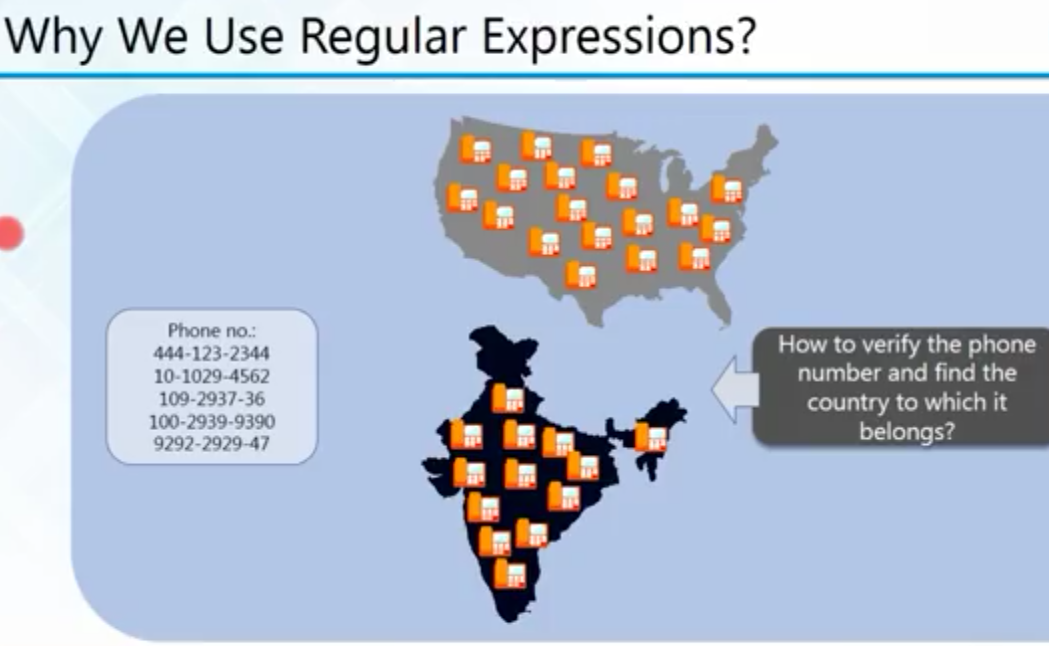 Why We Use Regular Expressions?
Phone no.:
444-123-2344
10-1029-4562
109-2937-36
100-2939-9390
9292-2929-47
How to verify the phone
number and find the
country to which it
belongs?